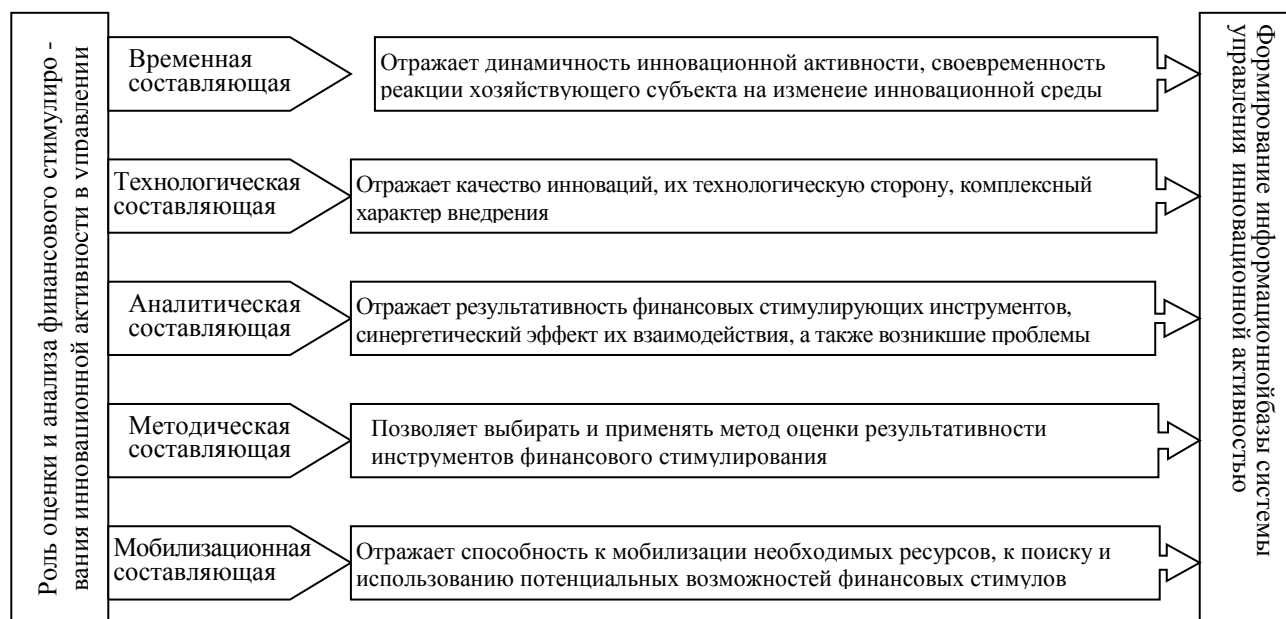 Роль оценки и анализа финансового стимулиро -
вания инновационной активности в управлении
Временная
составляющая
Отражает динамичность инновационной активности, своевременность
реакции хозяйствующего субъекта на изменеие инновационной среды
Технологическая
составляющая
Отражает качество инноваций, их технологическую сторону, комплексный
характер внедрения
Аналитическая
составляющая
Отражает результативность финансовых стимулирующих инструментов,
синергетический эффект их взаимодействия, а также возникшие проблемы
Методическая
составляющая
Позволяет выбирать и применять метод оценки результативности
инструментов финансового стимулирования
Мобилизационная
составляющая
Отражает способность к мобилизации необходимых ресурсов, к поиску и
использованию потенциальных возможностей финансовых стимулов
Формирование информационнойбазы системы
управления инновационной активностью